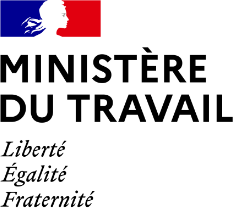 MINISTÈRE
DU TRAVAIL
Liberté
Égalité
Fraternité